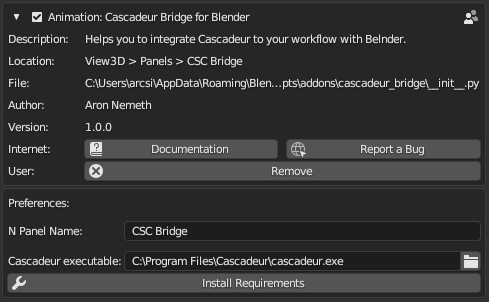 Animation: Cascadeur Bridge for Blender
Description: Helps you to integrate Cascadeur to your workflow with Belnder.
Location: View3D > Panels > CSC Bridge
File: C:\Users\arcsi\AppData\Roaming\Blen...pts\addons\cascadeur_bridge\__init__.py
Author: Aron Nemeth
Version: 1.0.0
Internet: Documentation Report a Bug
User: Remove
Preferences:
N Panel Name: CSC Bridge
Cascadeur executable: C:\Program Files\Cascadeur\cascadeur.exe
Install Requirements